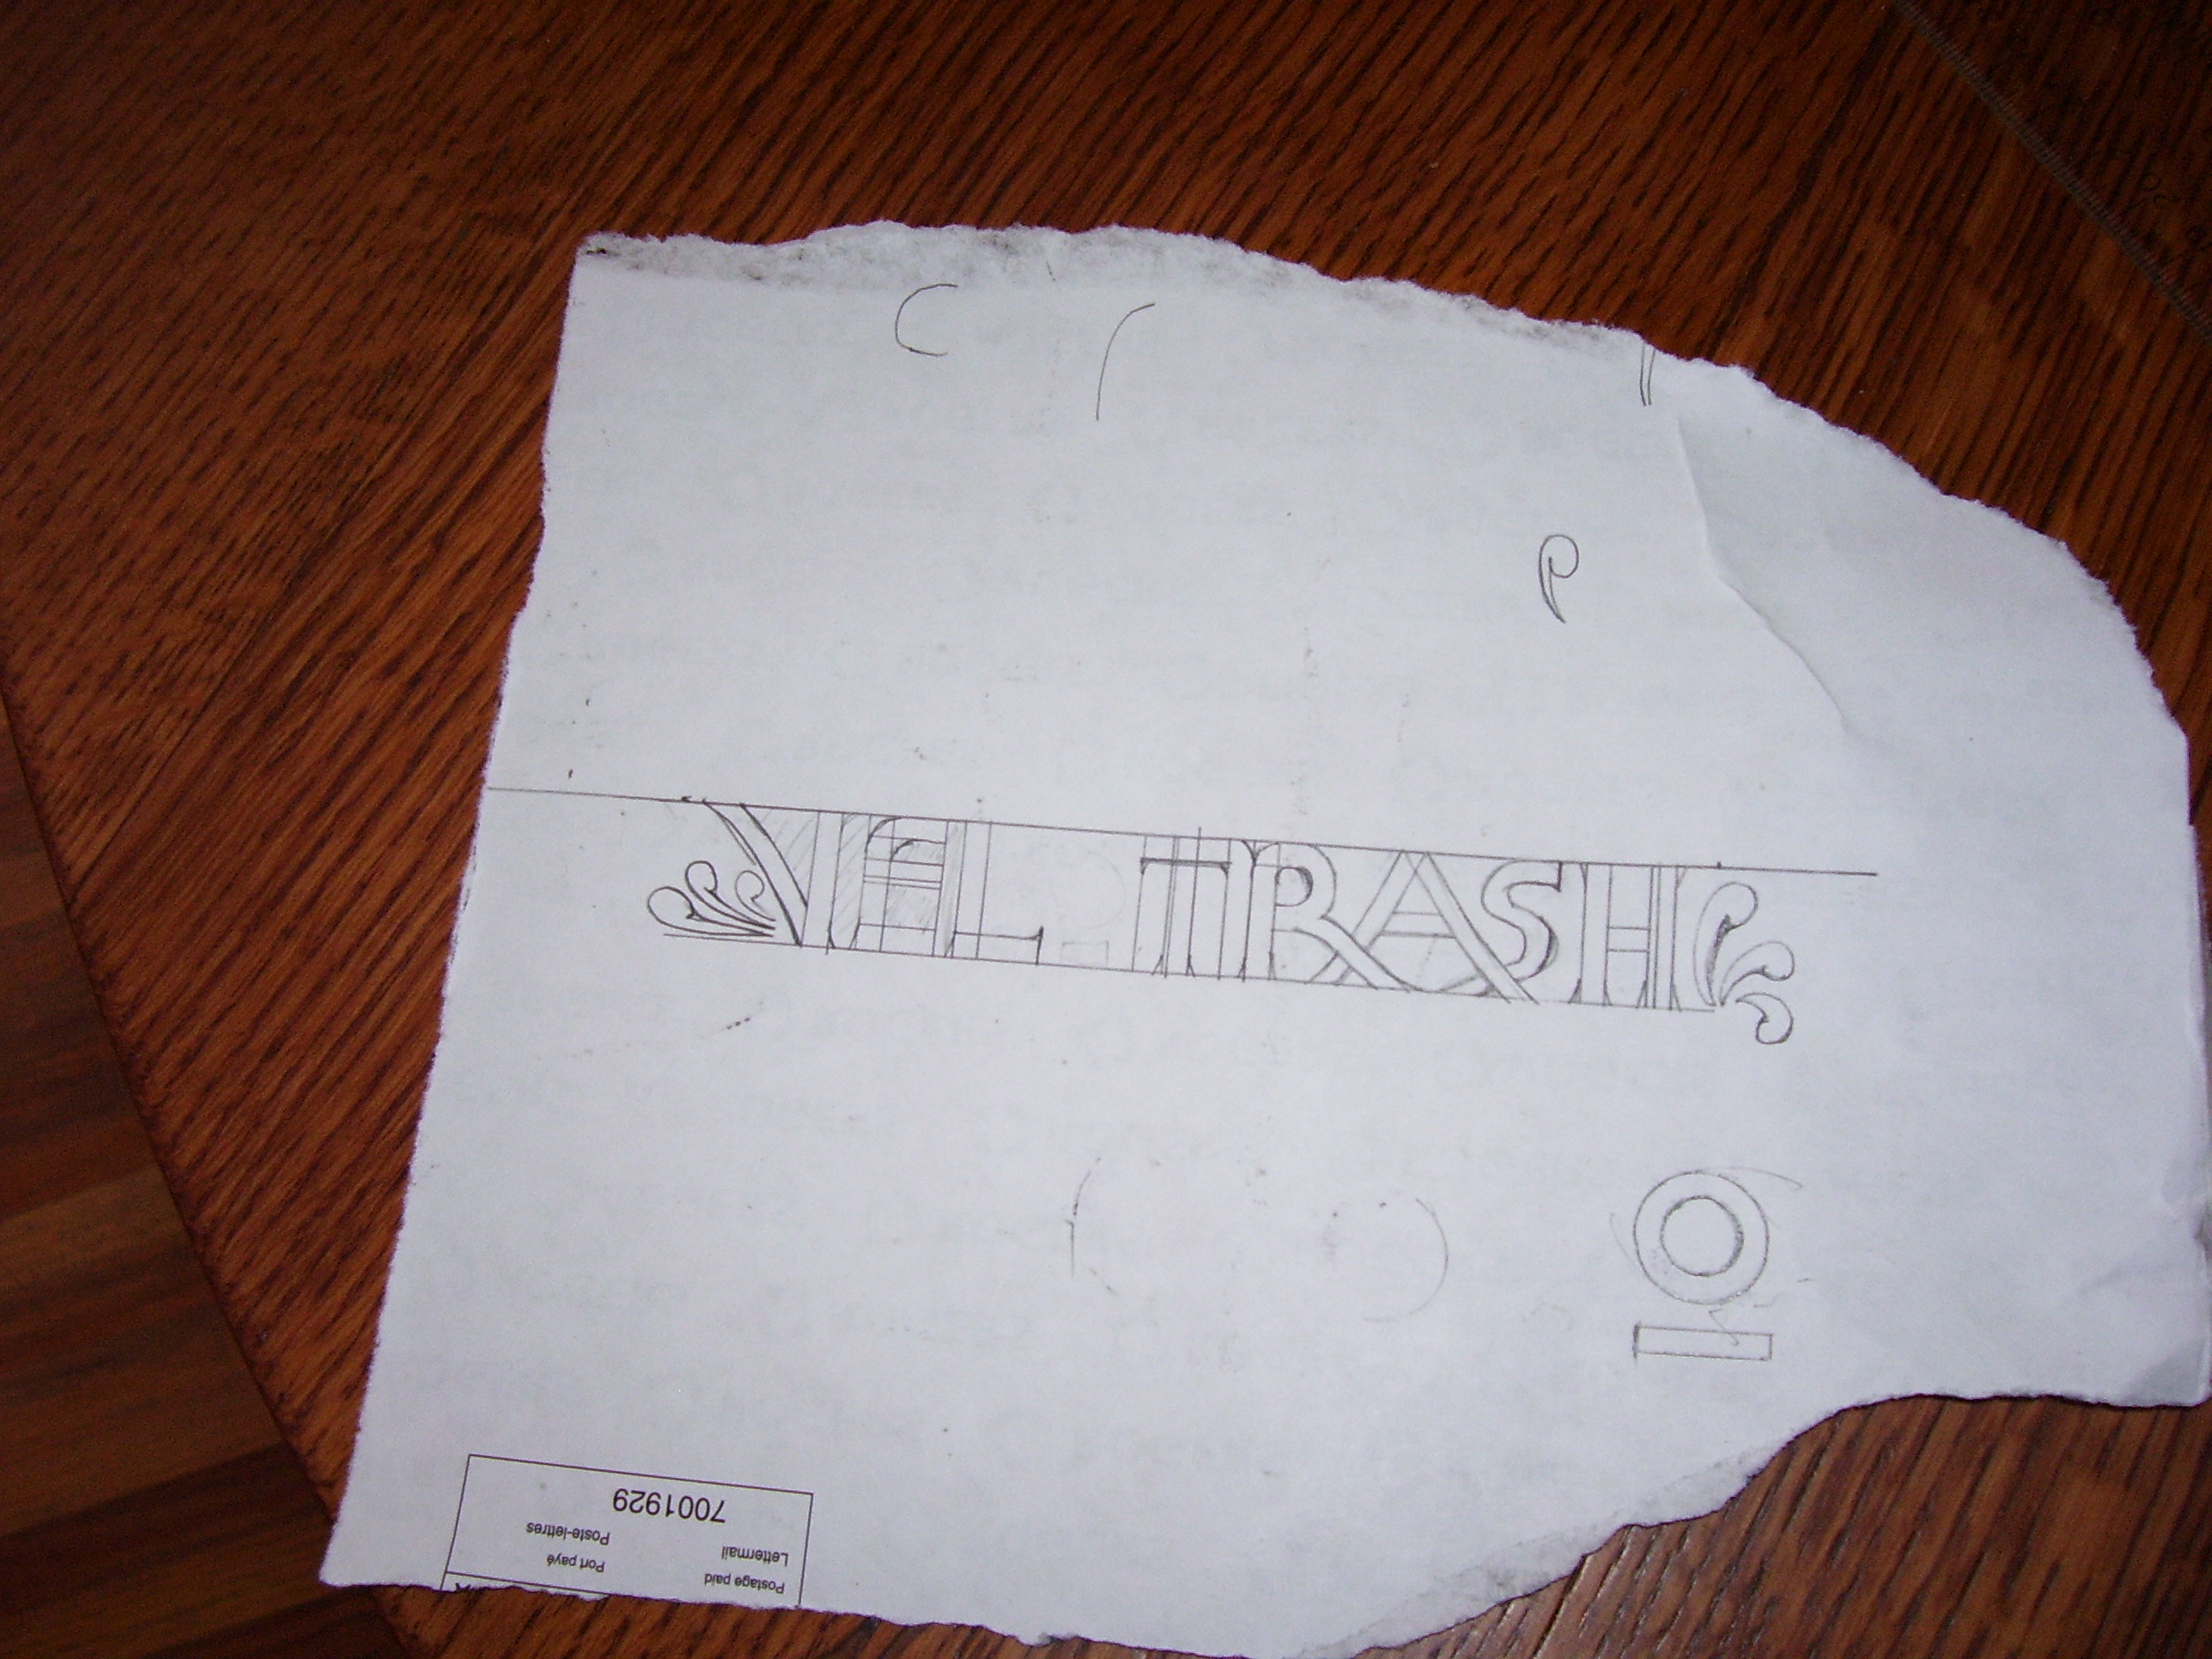 VEL TRASH
Postage paid Port payé
Lettermail Poste-lettres
7001929